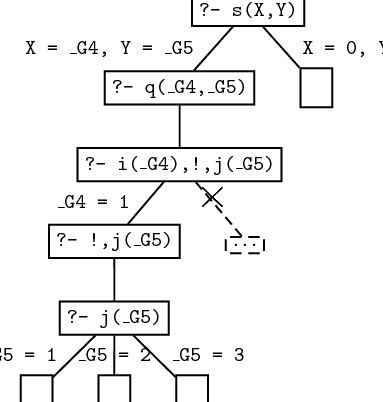 ?- s(X,Y)
X = _G4, Y = _G5 X = 0, Y
?- q(_G4,_G5)
?- i(_G4),!,j(_G5)
_G4 = 1
?- !,j(_G5)
...
?- j(_G5)
G5 = 1 _G5 = 2 _G5 = 3